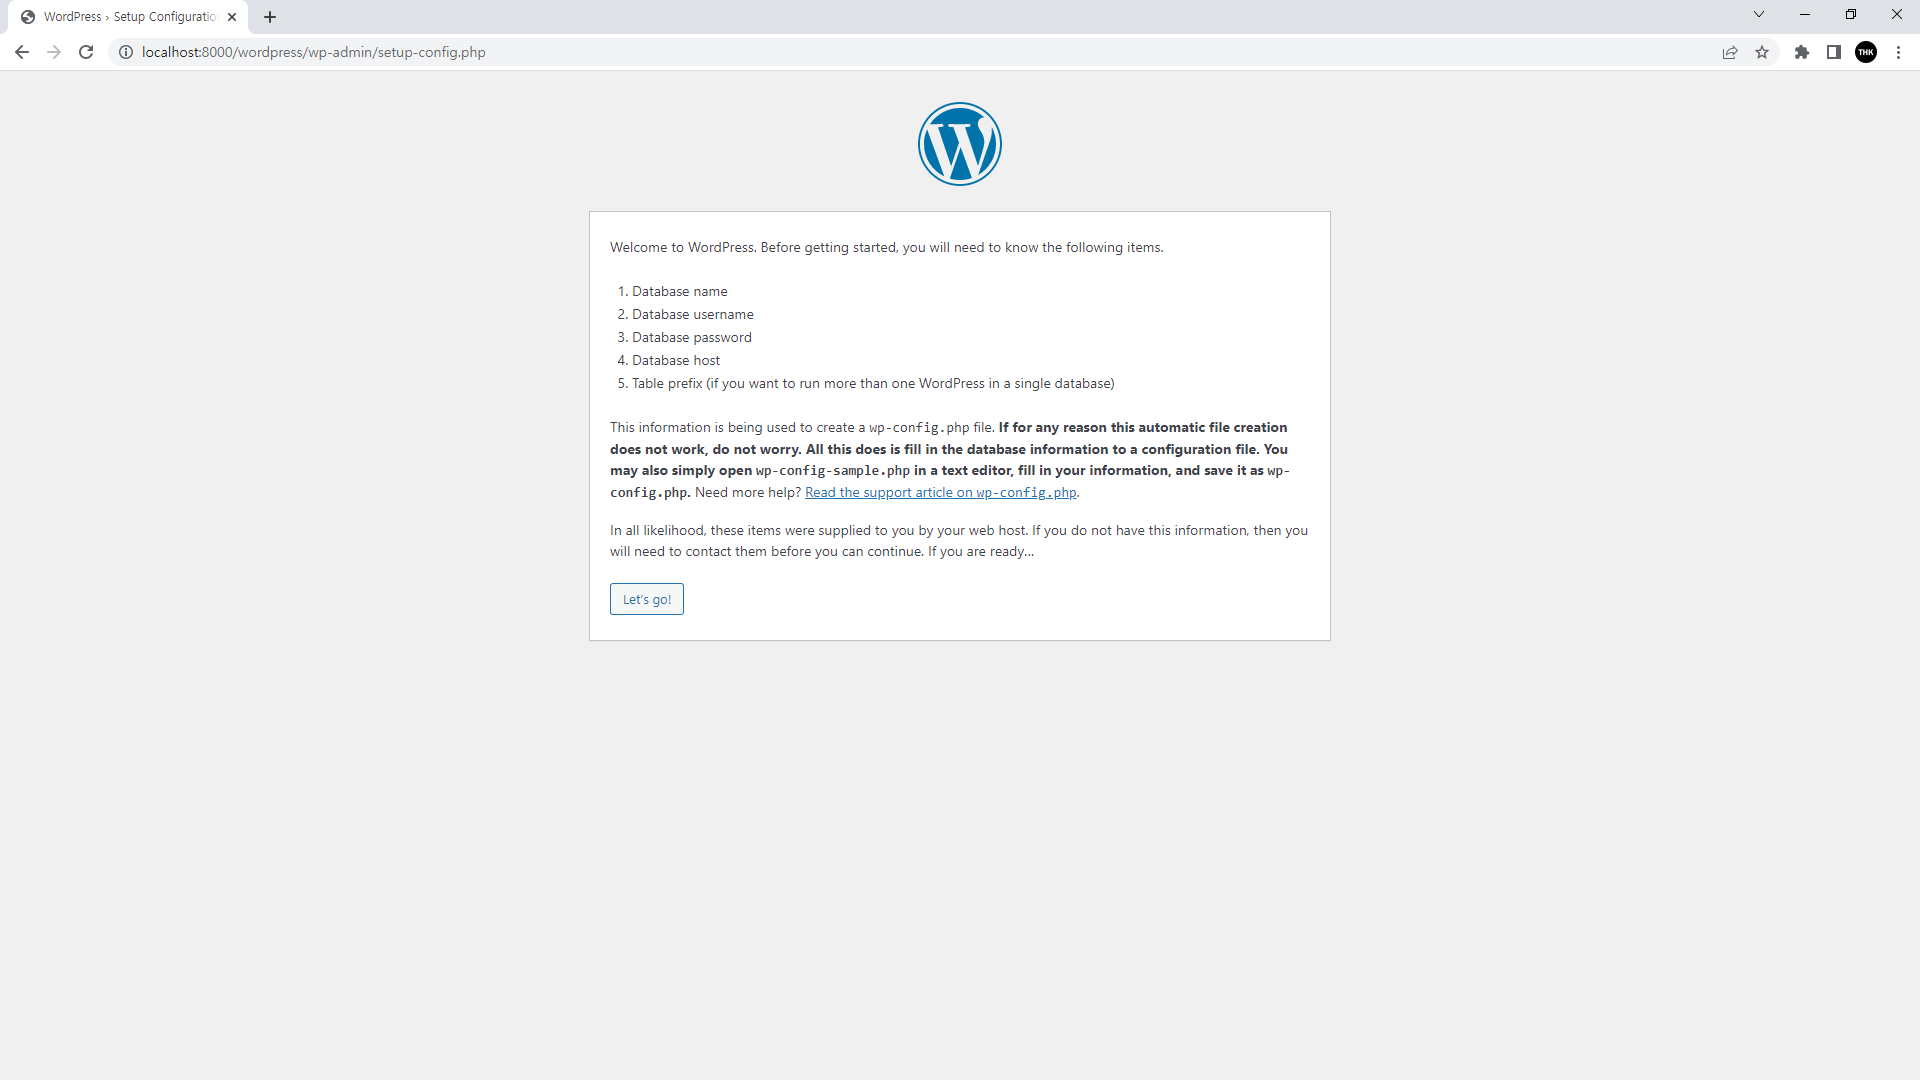 WordPress › Setup Configuratio
localhost:8000/wordpress/wp-admin/setup-config.php
THK
W
Welcome to WordPress. Before getting started, you will need to know the following items.
1. Database name
2. Database username
3. Database password
4. Database host
5. Table prefix (if you want to run more than one WordPress in a single database)
This information is being used to create a wp-config.php file. If for any reason this automatic file creation
does not work, do not worry. All this does is fill in the database information to a configuration file. You
may also simply open wp-config-sample.php in a text editor, fill in your information, and save it as wp-
config.php. Need more help? Read the support article on wp-config.php.
In all likelihood, these items were supplied to you by your web host. If you do not have this information, then you
will need to contact them before you can continue. If you are ready…
Let's go!